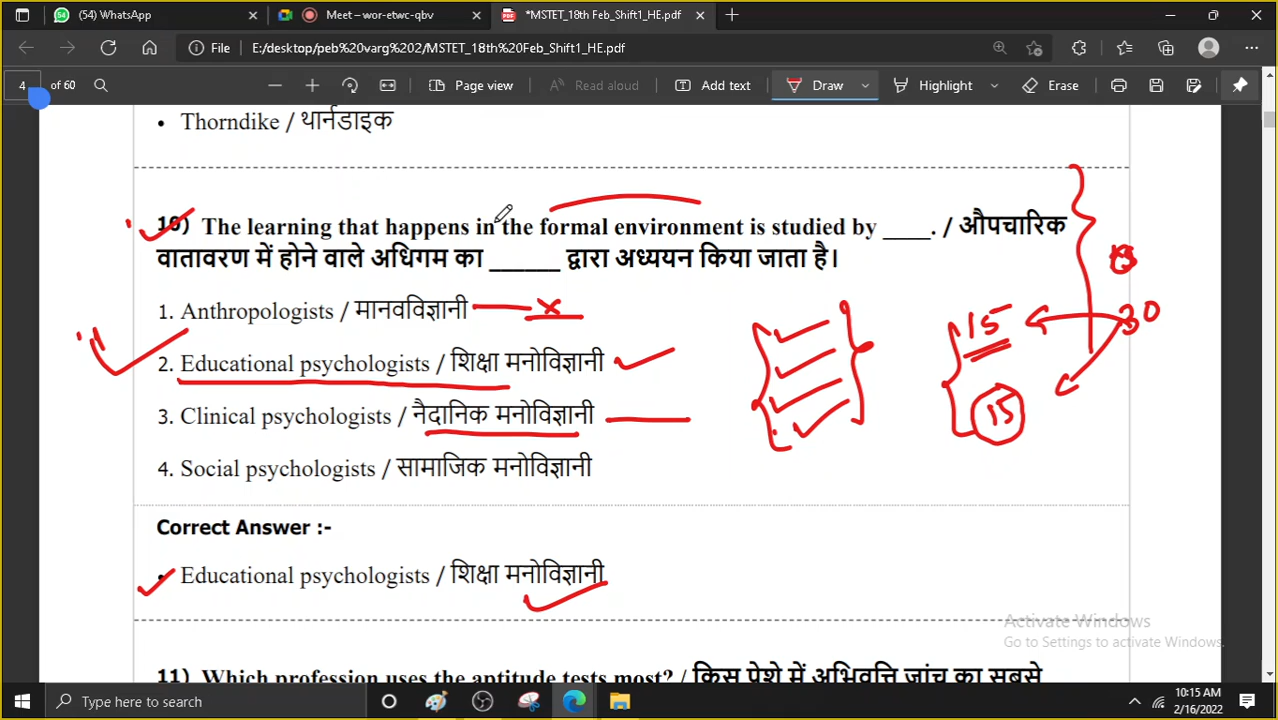 (54) WhatsApp
Meet – wor-etwc-qbv
*MSTET_18th Feb_Shift1_HE.pdf
File E:/desktop/peb%20varg%202/MSTET_18th%20Feb_Shift1_HE.pdf
4 of 60 Page view Read aloud Add text Draw Highlight Erase
• Thorndike / थार्नडाइक
10) The learning that happens in the formal environment is studied by ____. / औपचारिक
वातावरण में होने वाले अधिगम का ______ द्वारा अध्ययन किया जाता है।
1. Anthropologists / मानवविज्ञानी
2. Educational psychologists / शिक्षा मनोविज्ञानी
3. Clinical psychologists / नैदानिक मनोविज्ञानी
4. Social psychologists / सामाजिक मनोविज्ञानी
15
30
15
Correct Answer :-
• Educational psychologists / शिक्षा मनोविज्ञानी
Activate Windows
Go to Settings to activate Windows.
11) Which profession uses the aptitude tests most? / किस पेशे में अभिवृत्ति जांच का सबसे
Type here to search
10:15 AM
2/16/2022